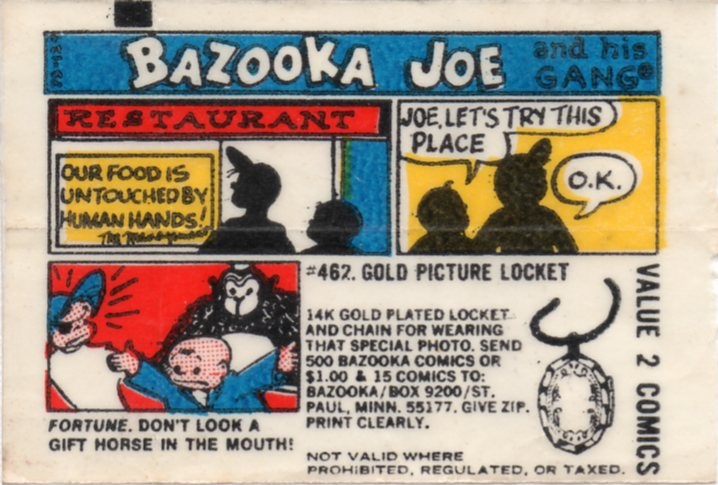 BAZOOKA JOE and his GANG®
RESTAURANT
OUR FOOD IS
UNTOUCHED BY
HUMAN HANDS!
The Management
JOE, LET'S TRY THIS
PLACE
O.K.
#462. GOLD PICTURE LOCKET
14K GOLD PLATED LOCKET
AND CHAIN FOR WEARING
THAT SPECIAL PHOTO. SEND
500 BAZOOKA COMICS OR
$1.00 & 15 COMICS TO:
BAZOOKA/BOX 9200/ST.
PAUL, MINN. 55177. GIVE ZIP.
PRINT CLEARLY.
NOT VALID WHERE
PROHIBITED, REGULATED, OR TAXED.
FORTUNE. DON'T LOOK A
GIFT HORSE IN THE MOUTH!
VALUE 2 COMICS